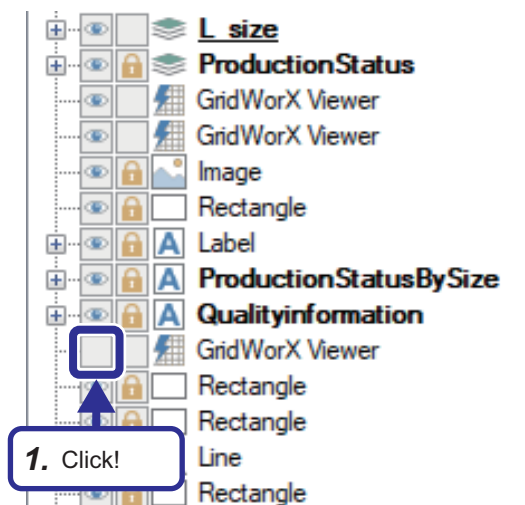 L_size
ProductionStatus
GridWorX Viewer
GridWorX Viewer
Image
Rectangle
A Label
A ProductionStatusBySize
A Qualityinformation
GridWorX Viewer
Rectangle
Rectangle
1. Click!
Line
Rectangle